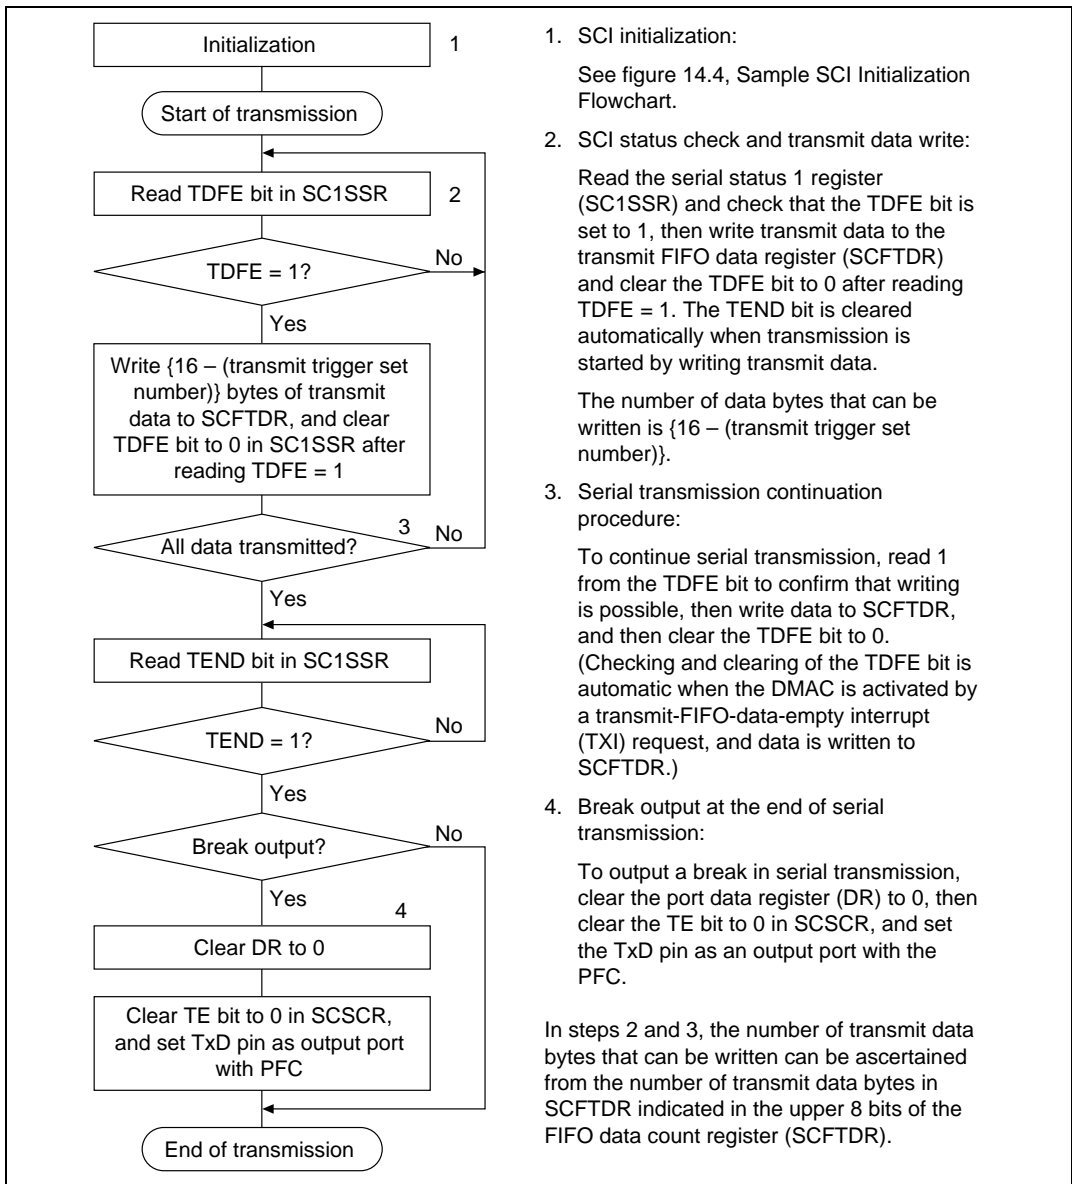 Initialization
1
Start of transmission
Read TDFE bit in SC1SSR
2
TDFE = 1?
No
Yes
Write {16 – (transmit trigger set
number)} bytes of transmit
data to SCFTDR, and clear
TDFE bit to 0 in SC1SSR after
reading TDFE = 1
3
All data transmitted?
No
Yes
Read TEND bit in SC1SSR
TEND = 1?
No
Yes
Break output?
No
Yes
4
Clear DR to 0
Clear TE bit to 0 in SCSCR,
and set TxD pin as output port
with PFC
End of transmission
1. SCI initialization:
See figure 14.4, Sample SCI Initialization
Flowchart.
2. SCI status check and transmit data write:
Read the serial status 1 register
(SC1SSR) and check that the TDFE bit is
set to 1, then write transmit data to the
transmit FIFO data register (SCFTDR)
and clear the TDFE bit to 0 after reading
TDFE = 1. The TEND bit is cleared
automatically when transmission is
started by writing transmit data.
The number of data bytes that can be
written is {16 – (transmit trigger set
number)}.
3. Serial transmission continuation
procedure:
To continue serial transmission, read 1
from the TDFE bit to confirm that writing
is possible, then write data to SCFTDR,
and then clear the TDFE bit to 0.
(Checking and clearing of the TDFE bit is
automatic when the DMAC is activated by
a transmit-FIFO-data-empty interrupt
(TXI) request, and data is written to
SCFTDR.)
4. Break output at the end of serial
transmission:
To output a break in serial transmission,
clear the port data register (DR) to 0, then
clear the TE bit to 0 in SCSCR, and set
the TxD pin as an output port with the
PFC.
In steps 2 and 3, the number of transmit data
bytes that can be written can be ascertained
from the number of transmit data bytes in
SCFTDR indicated in the upper 8 bits of the
FIFO data count register (SCFTDR).